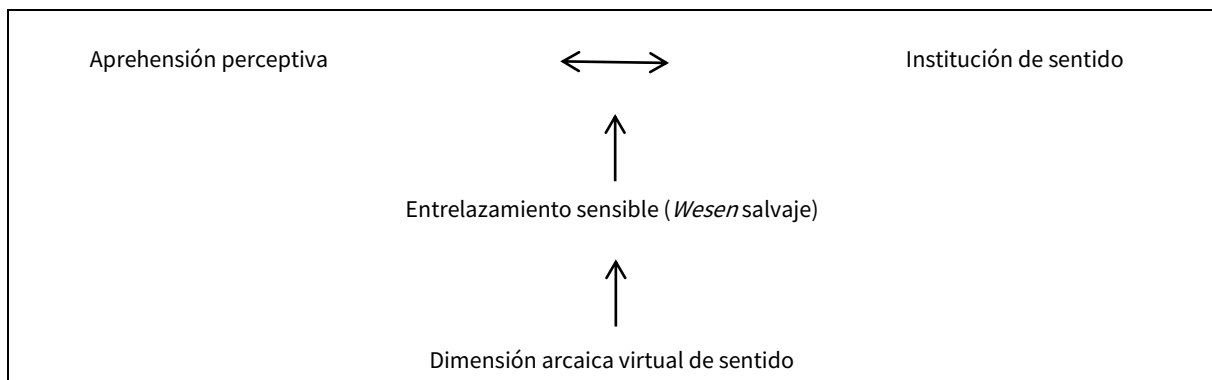 Aprehensión perceptiva Institución de sentido
Entrelazamiento sensible (Wesen salvaje)
Dimensión arcaica virtual de sentido